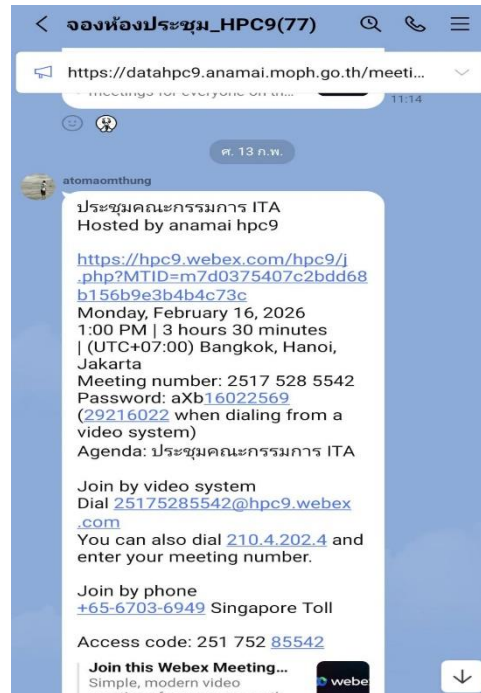 จองห้องประชุม_HPC9(77)
https://datahpc9.anamai.moph.go.th/meeti...
meetings for everyone on th...
11:14
ศ. 13 ก.พ.
atomaomthung
ประชุมคณะกรรมการ ITA
Hosted by anamai hpc9
https://hpc9.webex.com/hpc9/j
.php?MTID=m7d0375407c2bdd68
b156b9e3b4b4c73c
Monday, February 16, 2026
1:00 PM | 3 hours 30 minutes
| (UTC+07:00) Bangkok, Hanoi,
Jakarta
Meeting number: 2517 528 5542
Password: aXb16022569
(29216022 when dialing from a
video system)
Agenda: ประชุมคณะกรรมการ ITA
Join by video system
Dial 25175285542@hpc9.webex
.com
You can also dial 210.4.202.4 and
enter your meeting number.
Join by phone
+65-6703-6949 Singapore Toll
Access code: 251 752 85542
Join this Webex Meeting...
Simple, modern video
webe